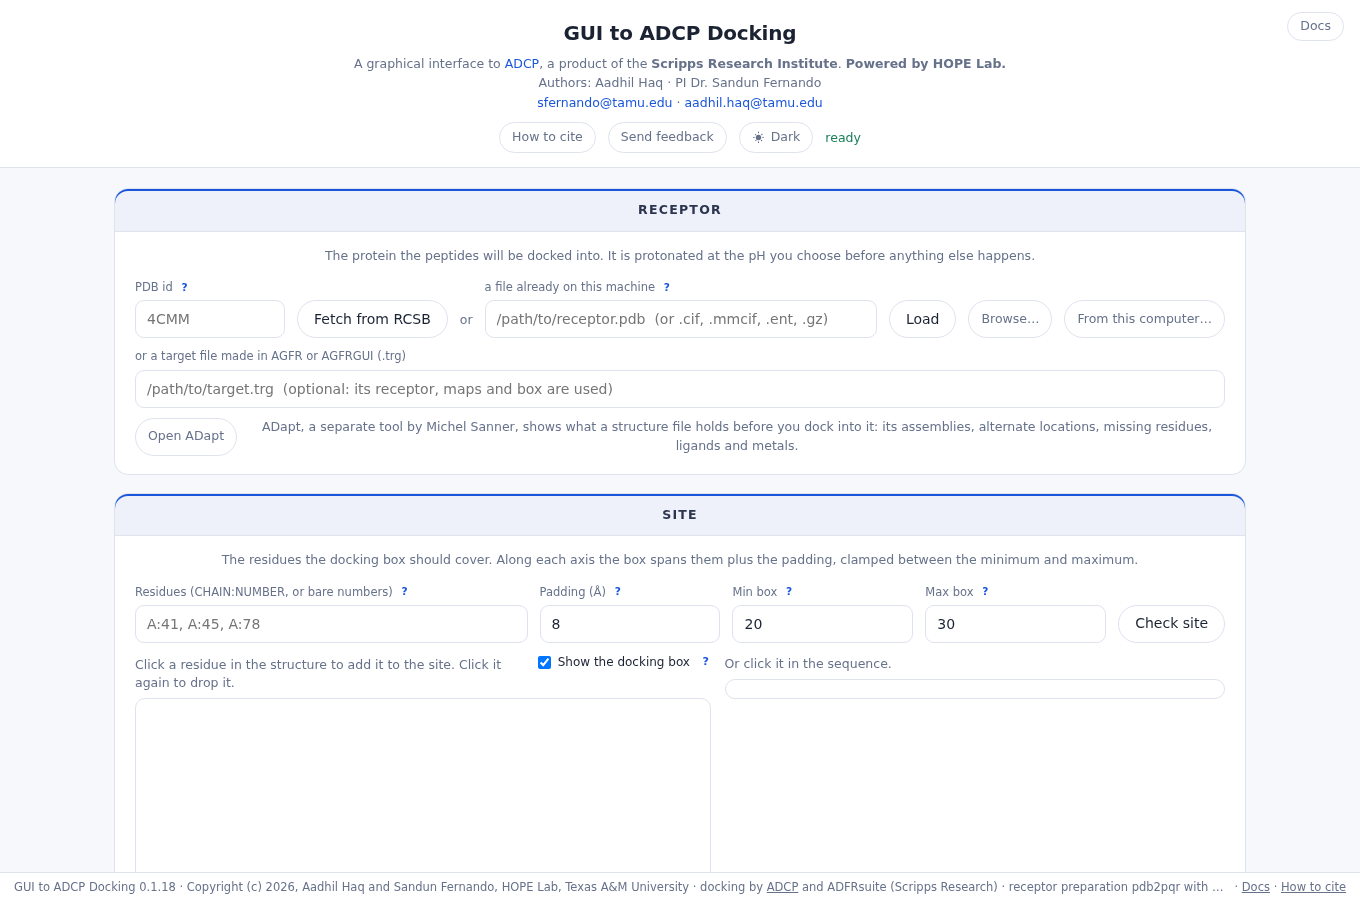 Docs
GUI to ADCP Docking
A graphical interface to ADCP, a product of the Scripps Research Institute. Powered by HOPE Lab.
Authors: Aadhil Haq · PI Dr. Sandun Fernando
sfernando@tamu.edu · aadhil.haq@tamu.edu
How to cite Send feedback Dark ready
RECEPTOR
The protein the peptides will be docked into. It is protonated at the pH you choose before anything else happens.
PDB id ? a file already on this machine ?
4CMM Fetch from RCSB or /path/to/receptor.pdb (or .cif, .mmcif, .ent, .gz) Load Browse... From this computer...
or a target file made in AGFR or AGFRGUI (.trg)
/path/to/target.trg (optional: its receptor, maps and box are used)
Open ADapt ADapt, a separate tool by Michel Sanner, shows what a structure file holds before you dock into it: its assemblies, alternate locations, missing residues,
ligands and metals.
SITE
The residues the docking box should cover. Along each axis the box spans them plus the padding, clamped between the minimum and maximum.
Residues (CHAIN:NUMBER, or bare numbers) ? Padding (Å) ? Min box ? Max box ?
A:41, A:45, A:78 8 20 30 Check site
Click a residue in the structure to add it to the site. Click it Show the docking box ? Or click it in the sequence.
again to drop it.
GUI to ADCP Docking 0.1.18 · Copyright (c) 2026, Aadhil Haq and Sandun Fernando, HOPE Lab, Texas A&M University · docking by ADCP and ADFRsuite (Scripps Research) · receptor preparation pdb2pqr with ... · Docs · How to cite